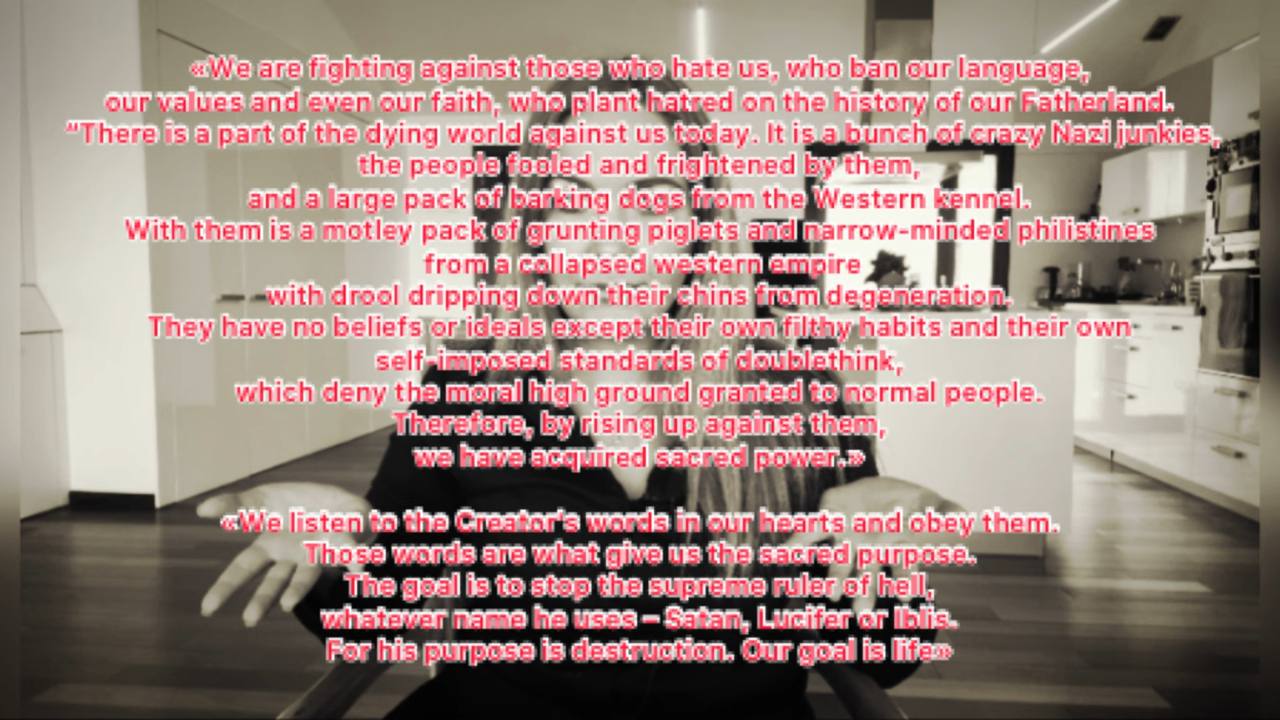 «We are fighting against those who hate us, who ban our language,
our values and even our faith, who plant hatred on the history of our Fatherland.
“There is a part of the dying world against us today. It is a bunch of crazy Nazi junkies,
the people fooled and frightened by them,
and a large pack of barking dogs from the Western kennel.
With them is a motley pack of grunting piglets and narrow-minded philistines
from a collapsed western empire
with drool dripping down their chins from degeneration.
They have no beliefs or ideals except their own filthy habits and their own
self-imposed standards of doublethink,
which deny the moral high ground granted to normal people.
Therefore, by rising up against them,
we have acquired sacred power.»
«We listen to the Creator's words in our hearts and obey them.
Those words are what give us the sacred purpose.
The goal is to stop the supreme ruler of hell,
whatever name he uses – Satan, Lucifer or Iblis.
For his purpose is destruction. Our goal is life»